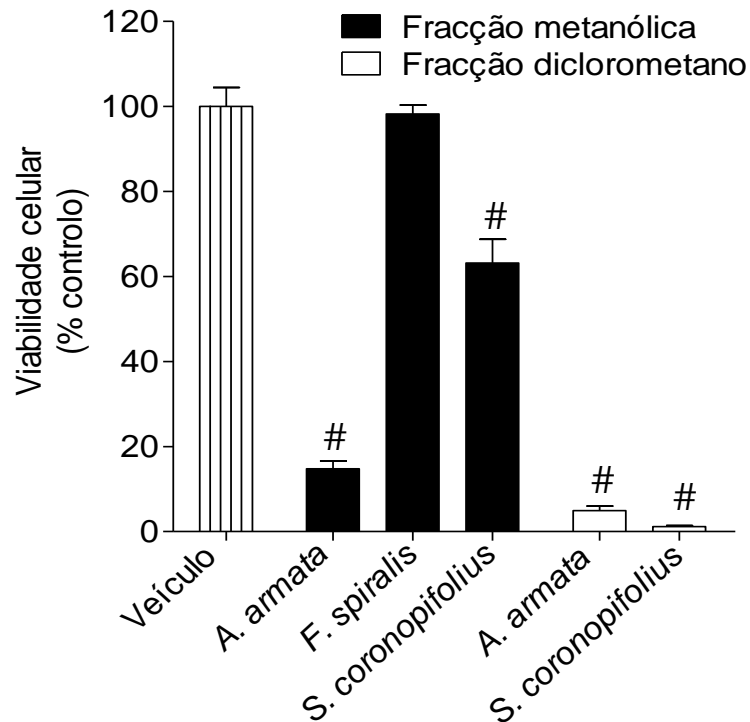 Fracção metanólica
Fracção diclorometano
Viabilidade celular
(% controlo)
120
100
80
60
40
20
0
#
#
#
#
Veículo
A. armata
F. spiralis
S. coronopifolius
A. armata
S. coronopifolius